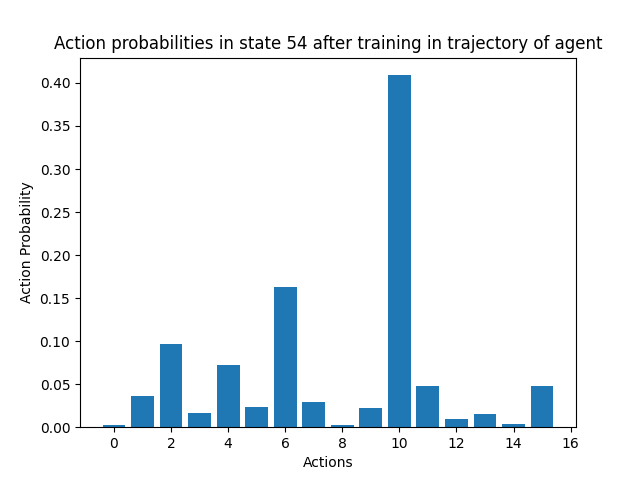 Action probabilities in state 54 after training in trajectory of agent
0.40
0.35
0.30
0.25
0.20
0.15
0.10
0.05
0.00
Action Probability
0 2 4 6 8 10 12 14 16
Actions